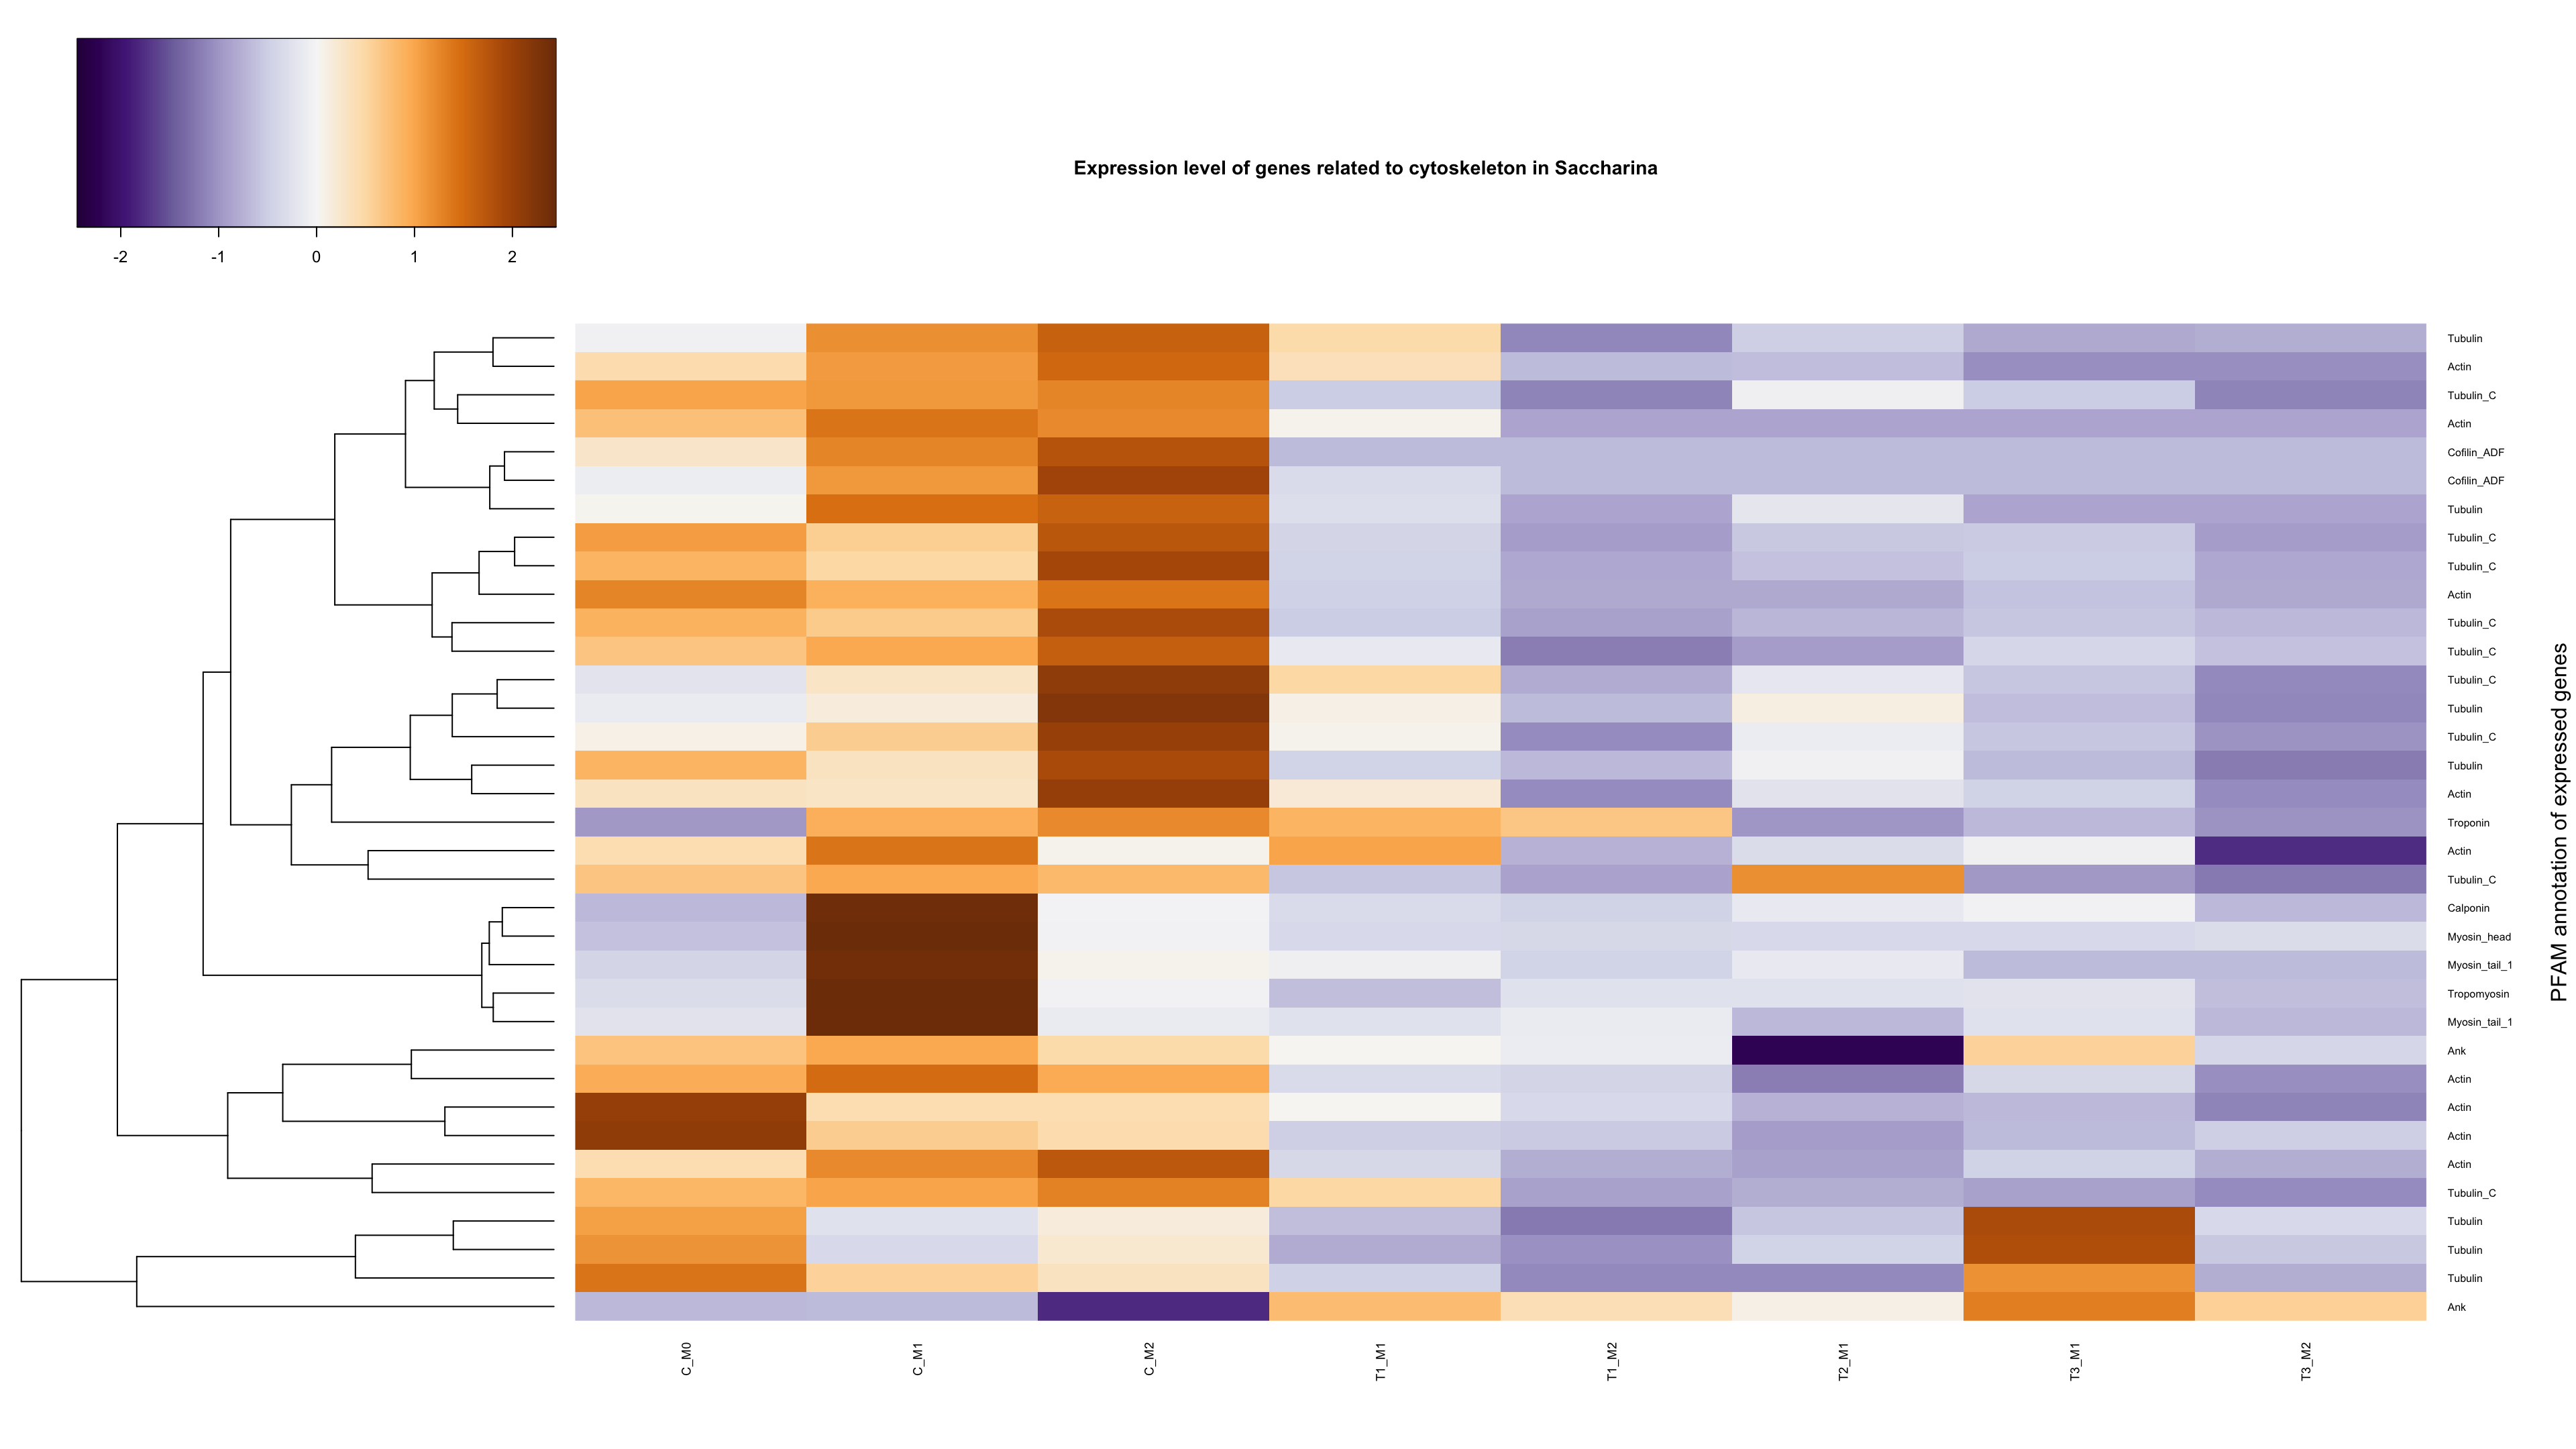 -2 -1 0 1 2
Expression level of genes related to cytoskeleton in Saccharina
Tubulin
Actin
Tubulin_C
Actin
Cofilin_ADF
Cofilin_ADF
Tubulin
Tubulin_C
Tubulin_C
Actin
Tubulin_C
Tubulin_C
Tubulin_C
Tubulin
Tubulin_C
Tubulin
Actin
Troponin
Actin
Tubulin_C
Calponin
Myosin_head
Myosin_tail_1
Tropomyosin
Myosin_tail_1
Ank
Actin
Actin
Actin
Actin
Tubulin_C
Tubulin
Tubulin
Tubulin
Ank
PFAM annotation of expressed genes
C_M0 C_M1 C_M2 T1_M1 T1_M2 T2_M1 T3_M1 T3_M2